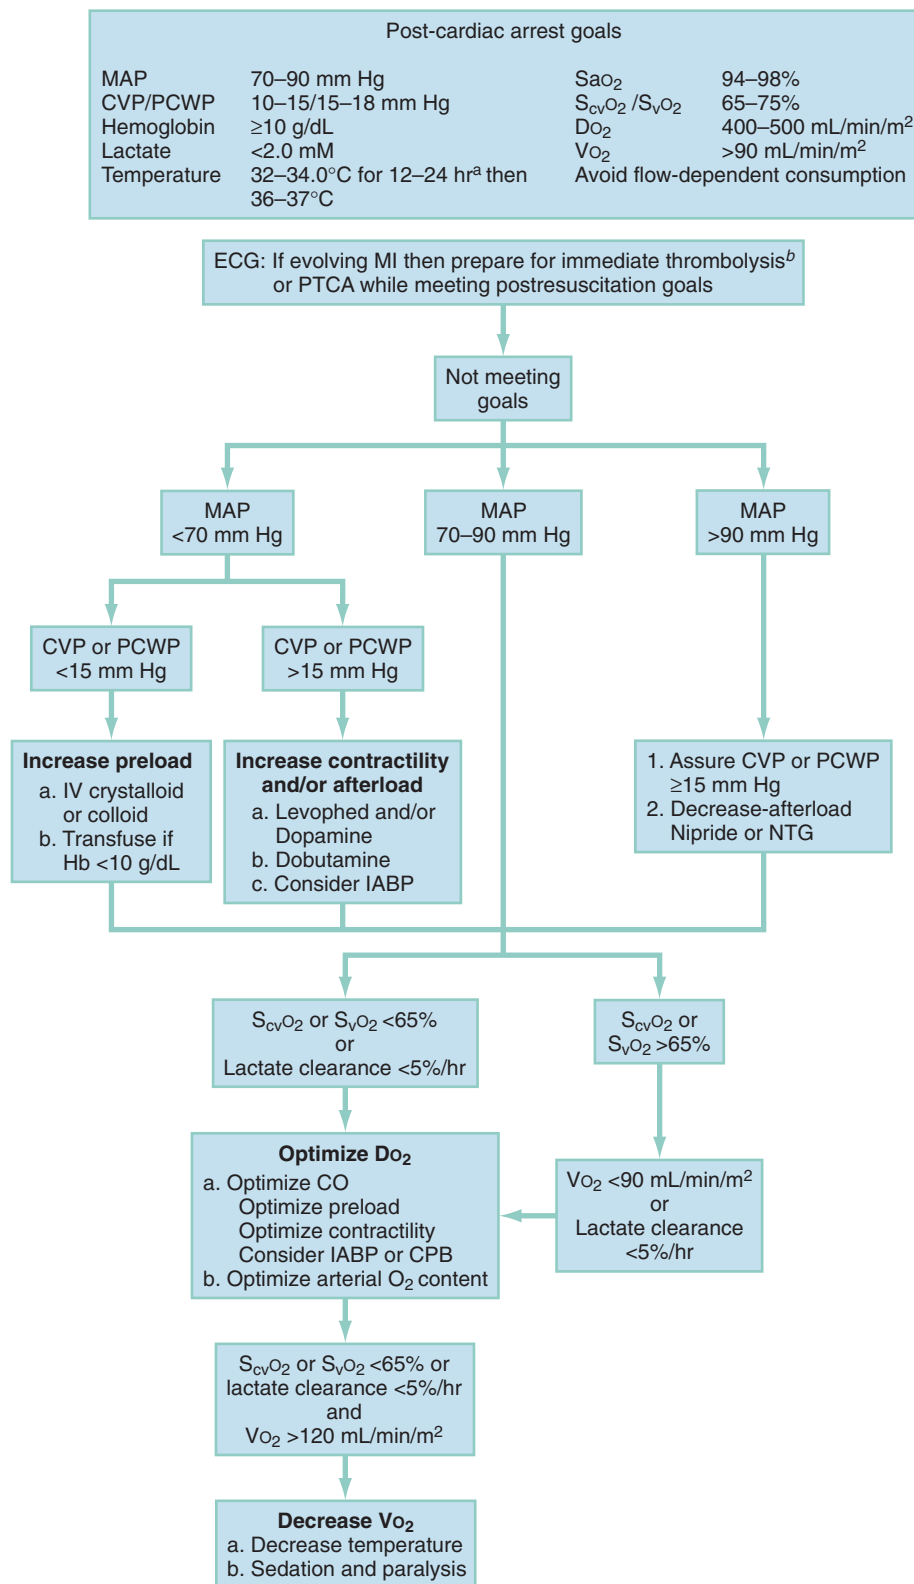 Post-cardiac arrest goals
MAP 70–90 mm Hg SaO₂ 94–98%
CVP/PCWP 10–15/15–18 mm Hg ScvO₂ /SvO₂ 65–75%
Hemoglobin ≥10 g/dL DO₂ 400–500 mL/min/m²
Lactate <2.0 mM VO₂ >90 mL/min/m²
Temperature 32–34.0°C for 12–24 hrᵃ then Avoid flow-dependent consumption
36–37°C
ECG: If evolving MI then prepare for immediate thrombolysisᵇ
or PTCA while meeting postresuscitation goals
Not meeting
goals
MAP
<70 mm Hg
MAP
70–90 mm Hg
MAP
>90 mm Hg
CVP or PCWP
<15 mm Hg
CVP or PCWP
>15 mm Hg
Increase preload
a. IV crystalloid
or colloid
b. Transfuse if
Hb <10 g/dL
Increase contractility
and/or afterload
a. Levophed and/or
Dopamine
b. Dobutamine
c. Consider IABP
1. Assure CVP or PCWP
≥15 mm Hg
2. Decrease-afterload
Nipride or NTG
ScvO₂ or SvO₂ <65%
or
Lactate clearance <5%/hr
ScvO₂ or
SvO₂ >65%
Optimize DO₂
a. Optimize CO
Optimize preload
Optimize contractility
Consider IABP or CPB
b. Optimize arterial O₂ content
VO₂ <90 mL/min/m²
or
Lactate clearance
<5%/hr
ScvO₂ or SvO₂ <65% or
lactate clearance <5%/hr
and
VO₂ >120 mL/min/m²
Decrease VO₂
a. Decrease temperature
b. Sedation and paralysis